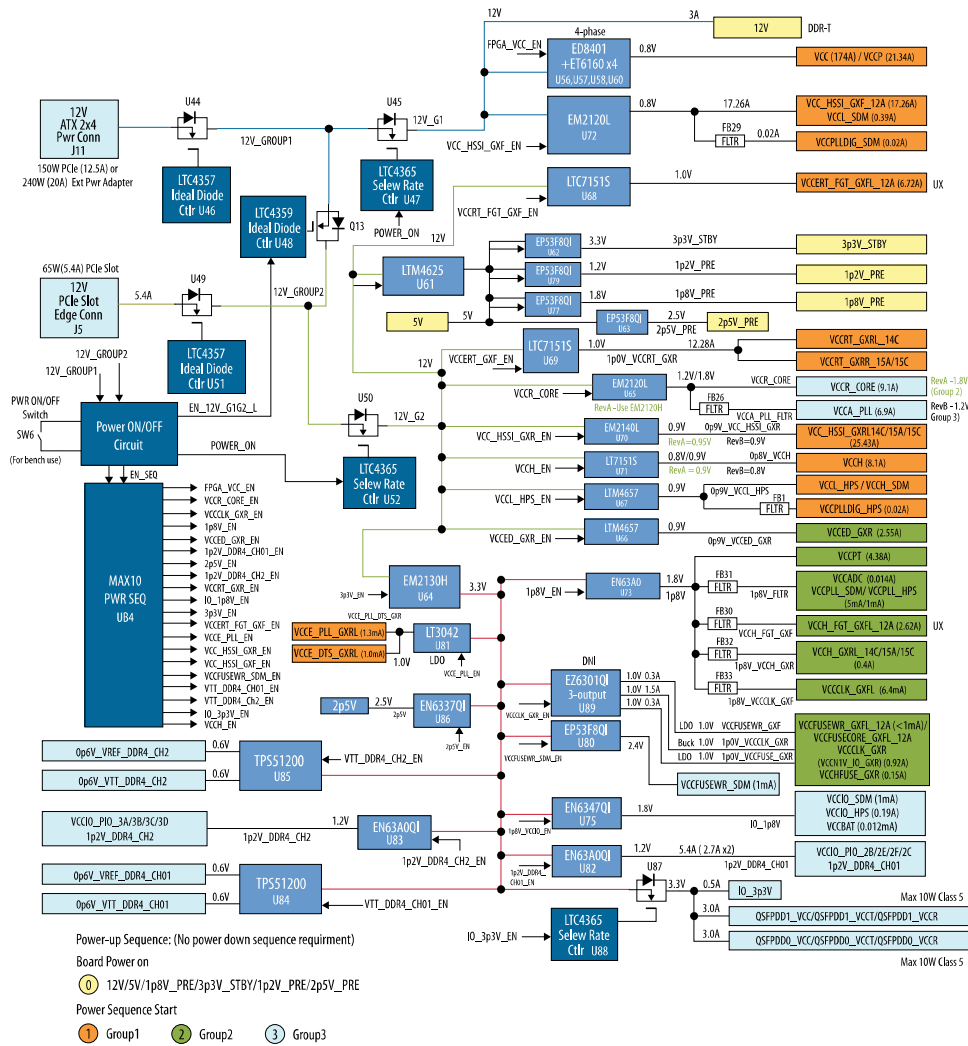 12V
3A
12V
DDR-T
4-phase
FPGA_VCC_EN
ED8401
+ET6160 x4
U56,U57,U58,U60
0.8V
VCC (174A) / VCCP (21.34A)
12V
ATX 2x4
Pwr Conn
J11
150W PCIe (12.5A) or
240W (20A) Ext Pwr Adapter
U44
LTC4357
Ideal Diode
Ctlr U46
12V_GROUP1
U45
12V_G1
LTC4365
Selew Rate
Ctlr U47
POWER_ON
EM2120L
U72
VCC_HSSI_GXF_EN
0.8V
17.26A
VCC_HSSI_GXF_12A (17.26A)
VCCL_SDM (0.39A)
FB29
FLTR
0.02A
VCCPLLDIG_SDM (0.02A)
LTC7151S
U68
VCCRT_FGT_GXF_EN
1.0V
VCCERT_FGT_GXFL_12A (6.72A)
UX
LTC4359
Ideal Diode
Ctlr U48
Q13
12V
12V_GROUP2
LTM4625
U61
EP53F8QI
U62
3.3V
3p3V_STBY
3p3V_STBY
EP53F8QI
U79
1.2V
1p2V_PRE
1p2V_PRE
EP53F8QI
U77
1.8V
1p8V_PRE
1p8V_PRE
5V
5V
EP53F8QI
U63
2.5V
2p5V_PRE
2p5V_PRE
65W(5.4A) PCIe Slot
12V
PCIe Slot
Edge Conn
J5
5.4A
U49
LTC4357
Ideal Diode
Ctrl U51
LTC7151S
U69
VCCERT_GXF_EN
1.0V
1p0V_VCCRT_GXR
12.28A
VCCRT_GXRL_14C
VCCRT_GXRR_15A/15C
12V
12V_GROUP2
12V_GROUP1
PWR ON/OFF
Switch
SW6
(For bench use)
Power ON/OFF
Circuit
EN_12V_G1G2_L
POWER_ON
EN_SEQ
U50
12V_G2
LTC4365
Selew Rate
Ctlr U52
VCCR_CORE_EN
EM2120L
U65
RevA -Use EM2120H
1.2V/1.8V
VCCR_CORE
FB26
FLTR
VCCA_PLL_FLTR
VCCR_CORE (9.1A)
RevA -1.8V
(Group 2)
VCCA_PLL (6.9A)
RevB -1.2V
Group 3)
VCC_HSSI_GXR_EN
EM2140L
U70
0.9V
0p9V_VCC_HSSI_GXR
RevA=0.95V
RevB=0.9V
VCC_HSSI_GXRL14C/15A/15C
(25.43A)
VCCH_EN
LT7151S
U71
0.8V/0.9V
0p8V_VCCH
RevA = 0.9V
RevB=0.8V
VCCH (8.1A)
VCCL_HPS_EN
LTM4657
U67
0.9V
0p9V_VCCL_HPS
FB1
FLTR
VCCL_HPS / VCCH_SDM
VCCPLLDIG_HPS (0.02A)
VCCED_GXR_EN
LTM4657
U66
0.9V
0p9V_VCCED_GXR
VCCED_GXR (2.55A)
MAX10
PWR SEQ
UB4
FPGA_VCC_EN
VCCR_CORE_EN
VCCCLK_GXR_EN
1p8V_EN
VCCED_GXR_EN
1p2V_DDR4_CH01_EN
2p5V_EN
1p2V_DDR4_CH2_EN
VCCRT_GXR_EN
IO_1p8V_EN
3p3V_EN
VCCERT_FGT_GXF_EN
VCCE_PLL_EN
VCC_HSSI_GXR_EN
VCC_HSSI_GXF_EN
VCCFUSEWR_SDM_EN
VTT_DDR4_CH01_EN
VTT_DDR4_CH2_EN
IO_3p3V_EN
VCCH_EN
EM2130H
U64
3p3V_EN
3.3V
1p8V_EN
EN63A0
U73
1.8V
1p8V
VCCPT (4.38A)
FB31
FLTR
1p8V_FLTR
VCCADC (0.014A)
VCCPLL_SDM/ VCCPLL_HPS
(5mA/1mA)
FB30
FLTR
VCCH_FGT_GXF
VCCH_FGT_GXFL_12A (2.62A)
UX
FB32
FLTR
1p8V_VCCH_GXR
VCCH_GXRL_14C/15A/15C
(0.4A)
FB33
FLTR
1p8V_VCCCLK_GXF
VCCCLK_GXFL (6.4mA)
VCCE_PLL_DTS_GXR
VCCE_PLL_GXRL (1.3mA)
VCCE_DTS_GXRL (1.0mA)
1.0V
LT3042
U81
LDO
VCCE_PLL_EN
2p5V
2.5V
2p5V
EN6337QI
U86
2p5V_EN
DNI
EZ6301QI
3-output
U89
VCCCLK_GXR_EN
1.0V 0.3A
1.0V 1.5A
1.0V 0.3A
LDO 1.0V VCCFUSEWR_GXF
Buck 1.0V 1p0V_VCCCLK_GXR
LDO 1.0V 1p0V_VCCFUSE_GXR
VCCFUSEWR_GXFL_12A (<1mA)/
VCCFUSECORE_GXFL_12A
VCCCLK_GXR
(VCCN1V_IO_GXR) (0.92A)
VCCHFUSE_GXR (0.15A)
EP53F8QI
U80
VCCFUSEWR_SDM_EN
2.4V
VCCFUSEWR_SDM (1mA)
0p6V_VREF_DDR4_CH2
0.6V
0p6V_VTT_DDR4_CH2
0.6V
TPS51200
U85
VTT_DDR4_CH2_EN
VCCIO_PIO_3A/3B/3C/3D
1p2V_DDR4_CH2
1.2V
1p2V_DDR4_CH2
EN63A0QI
U83
1p2V_DDR4_CH2_EN
EN6347QI
U75
1p8V_VCCIO_EN
1.8V
IO_1p8V
VCCIO_SDM (1mA)
VCCIO_HPS (0.19A)
VCCBAT (0.012mA)
EN63A0QI
U82
1p2V_DDR4_
CH01_EN
1.2V
5.4A (2.7A x2)
1p2V_DDR4_CH01
VCCIO_PIO_2B/2E/2F/2C
1p2V_DDR4_CH01
0p6V_VREF_DDR4_CH01
0.6V
0p6V_VTT_DDR4_CH01
0.6V
TPS51200
U84
VTT_DDR4_CH01_EN
U87
3.3V
0.5A
IO_3p3V
Max 10W Class 5
3.0A
QSFPDD1_VCC/QSFPDD1_VCCT/QSFPDD1_VCCR
3.0A
QSFPDD0_VCC/QSFPDD0_VCCT/QSFPDD0_VCCR
Max 10W Class 5
IO_3p3V_EN
LTC4365
Selew Rate
Ctlr U88
Power-up Sequence: (No power down sequence requirment)
Board Power on
0 12V/5V/1p8V_PRE/3p3V_STBY/1p2V_PRE/2p5V_PRE
Power Sequence Start
1 Group1 2 Group2 3 Group3